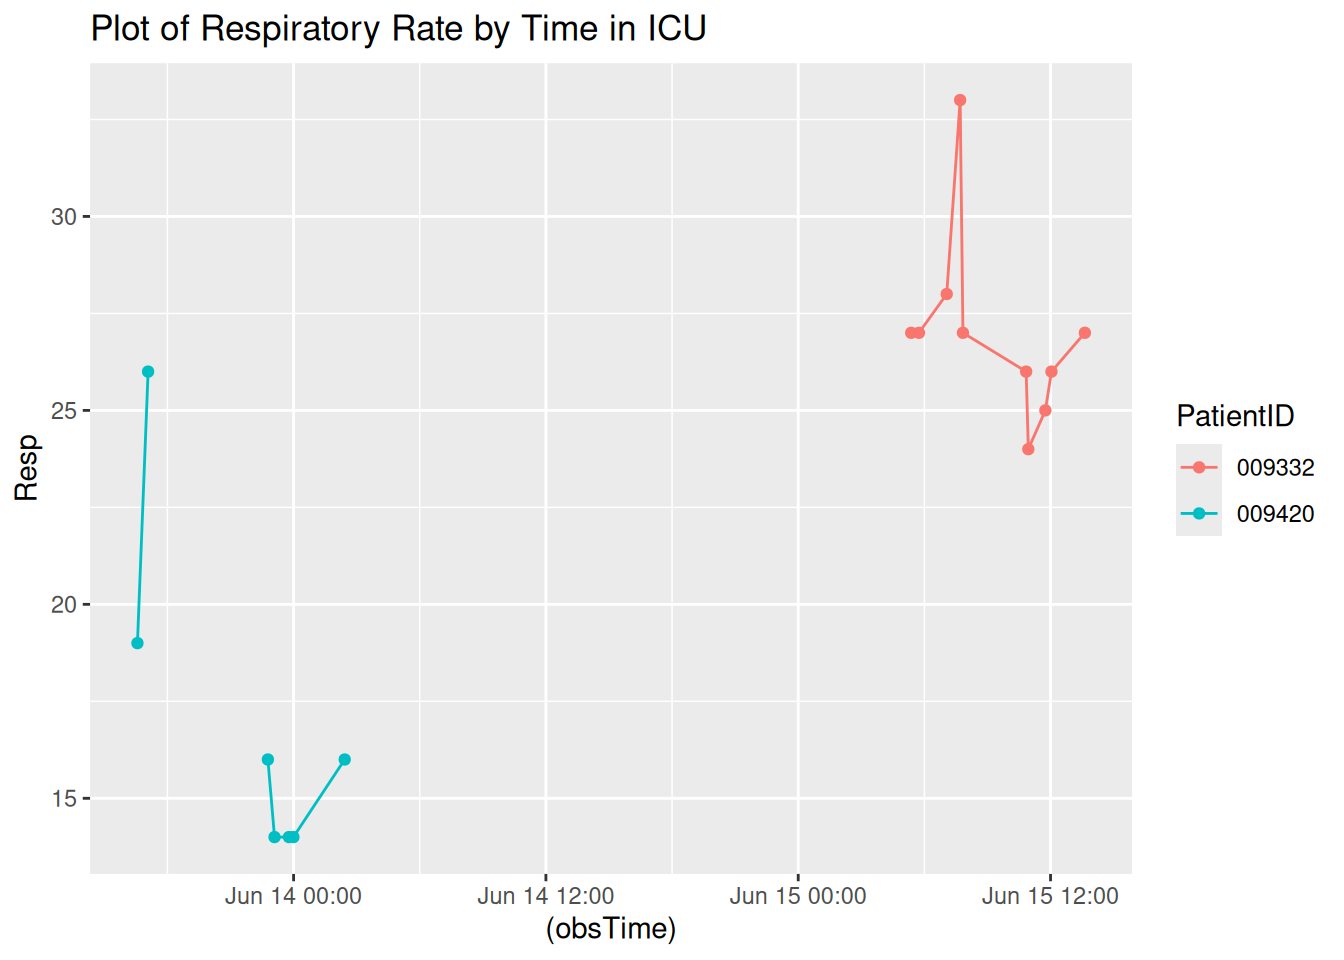 Plot of Respiratory Rate by Time in ICU
30
25
20
15
Resp
Jun 14 00:00 Jun 14 12:00 Jun 15 00:00 Jun 15 12:00
(obsTime)
PatientID
009332
009420